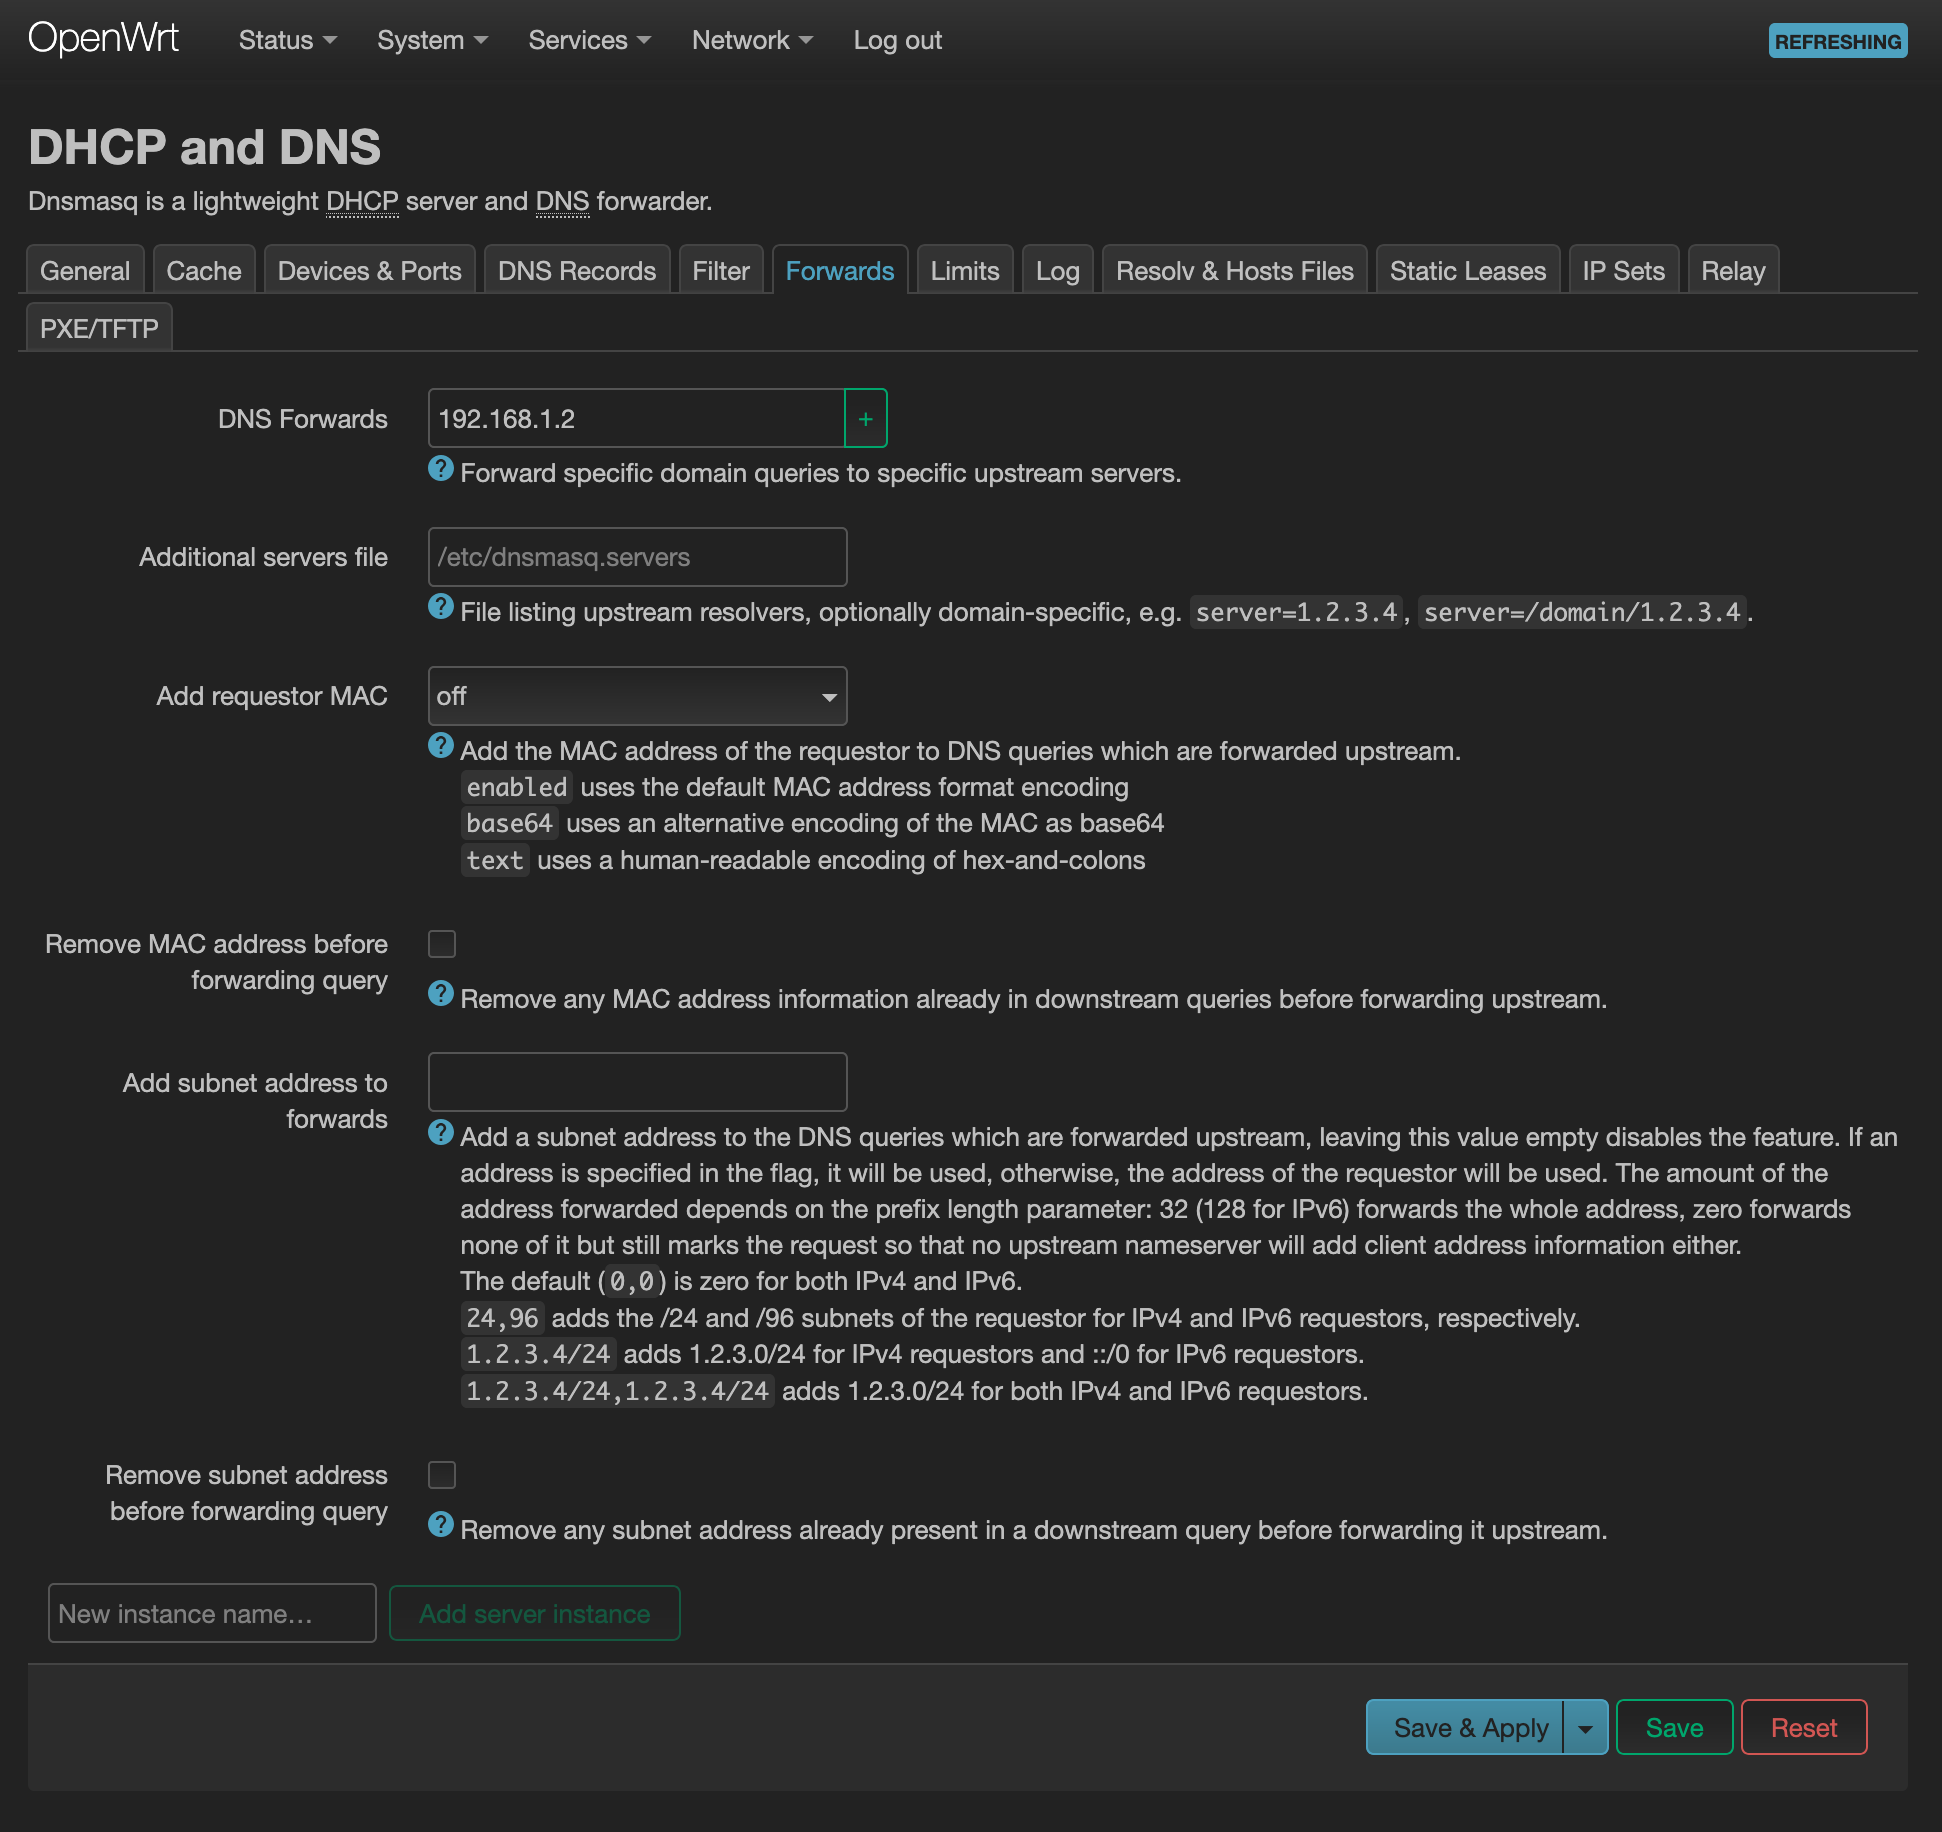 OpenWrt Status System Services Network Log out REFRESHING
DHCP and DNS
Dnsmasq is a lightweight DHCP server and DNS forwarder.
General Cache Devices & Ports DNS Records Filter Forwards Limits Log Resolv & Hosts Files Static Leases IP Sets Relay
PXE/TFTP
DNS Forwards 192.168.1.2 +
? Forward specific domain queries to specific upstream servers.
Additional servers file /etc/dnsmasq.servers
? File listing upstream resolvers, optionally domain-specific, e.g. server=1.2.3.4, server=/domain/1.2.3.4.
Add requestor MAC off
? Add the MAC address of the requestor to DNS queries which are forwarded upstream.
enabled uses the default MAC address format encoding
base64 uses an alternative encoding of the MAC as base64
text uses a human-readable encoding of hex-and-colons
Remove MAC address before
forwarding query
? Remove any MAC address information already in downstream queries before forwarding upstream.
Add subnet address to
forwards
? Add a subnet address to the DNS queries which are forwarded upstream, leaving this value empty disables the feature. If an
address is specified in the flag, it will be used, otherwise, the address of the requestor will be used. The amount of the
address forwarded depends on the prefix length parameter: 32 (128 for IPv6) forwards the whole address, zero forwards
none of it but still marks the request so that no upstream nameserver will add client address information either.
The default (0,0) is zero for both IPv4 and IPv6.
24,96 adds the /24 and /96 subnets of the requestor for IPv4 and IPv6 requestors, respectively.
1.2.3.4/24 adds 1.2.3.0/24 for IPv4 requestors and ::/0 for IPv6 requestors.
1.2.3.4/24,1.2.3.4/24 adds 1.2.3.0/24 for both IPv4 and IPv6 requestors.
Remove subnet address
before forwarding query
? Remove any subnet address already present in a downstream query before forwarding it upstream.
New instance name… Add server instance
Save & Apply Save Reset